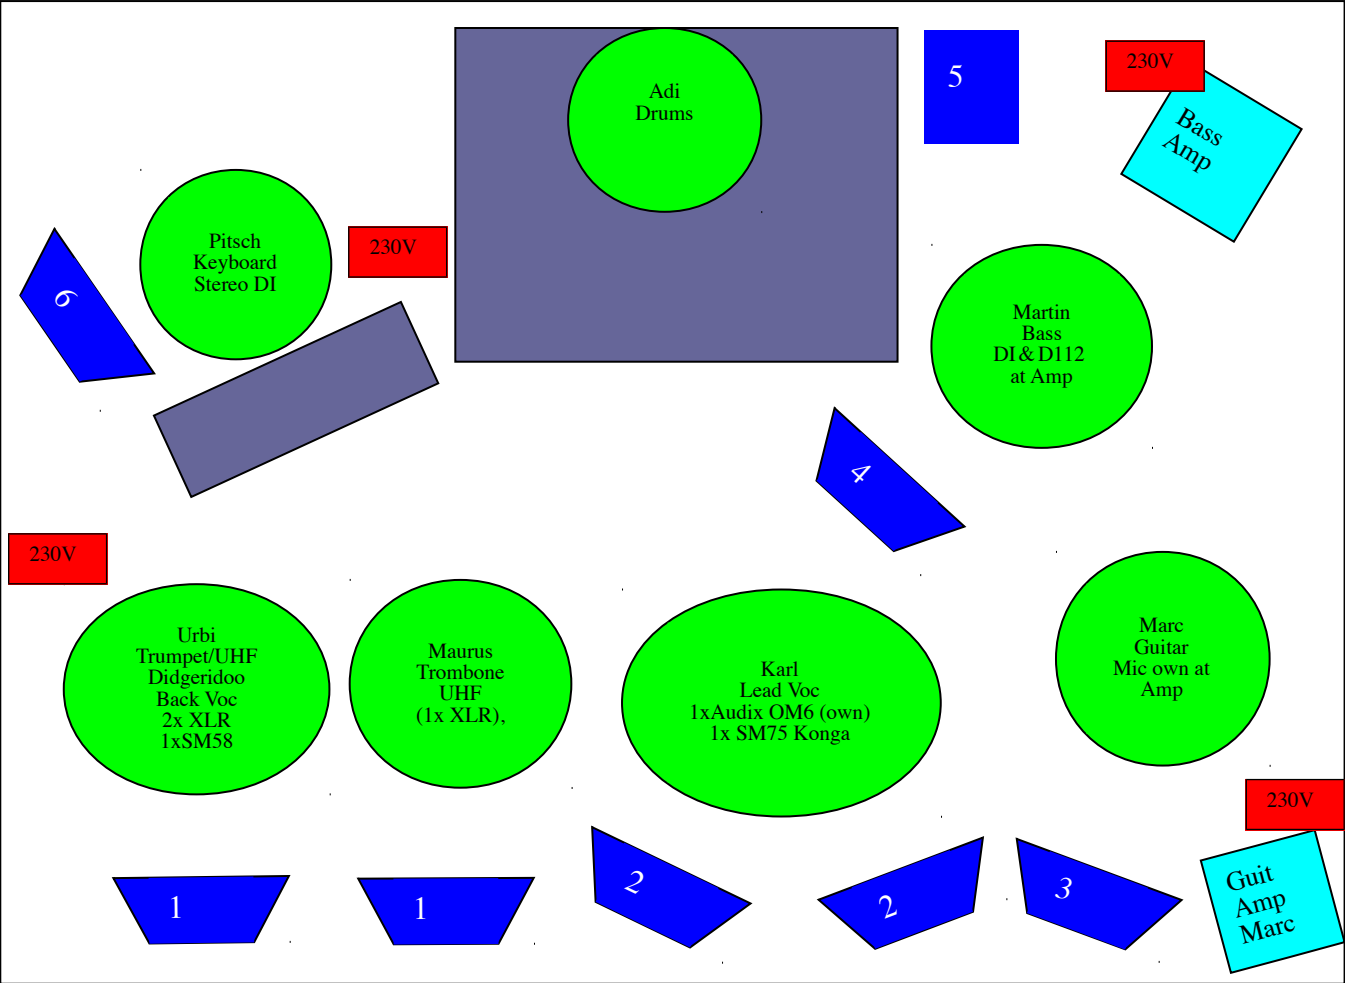 Adi
Drums
5
230V
Bass
Amp
Pitsch
Keyboard
Stereo DI
230V
6
Martin
Bass
DI & D112
at Amp
4
230V
Urbi
Trumpet/UHF
Didgeridoo
Back Voc
2x XLR
1xSM58
Maurus
Trombone
UHF
(1x XLR),
Karl
Lead Voc
1xAudix OM6 (own)
1x SM75 Konga
Marc
Guitar
Mic own at
Amp
230V
1
1
2
2
3
Guit
Amp
Marc